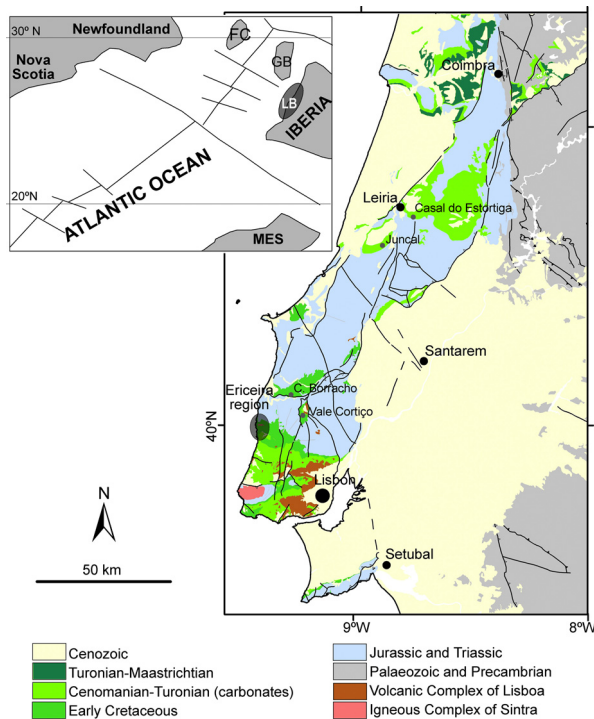 30º N
Newfoundland
FC
Nova
Scotia
GB
LB
IBERIA
20ºN
ATLANTIC OCEAN
MES
Coimbra
Leiria
Casal do Estortiga
Juncal
Santarem
Ericeira
region
C. Borracho
Vale Cortiço
40º
Lisbon
N
50 km
Setubal
9ºW
8ºW
Cenozoic
Turonian-Maastrichtian
Cenomanian-Turonian (carbonates)
Early Cretaceous
Jurassic and Triassic
Palaeozoic and Precambrian
Volcanic Complex of Lisboa
Igneous Complex of Sintra